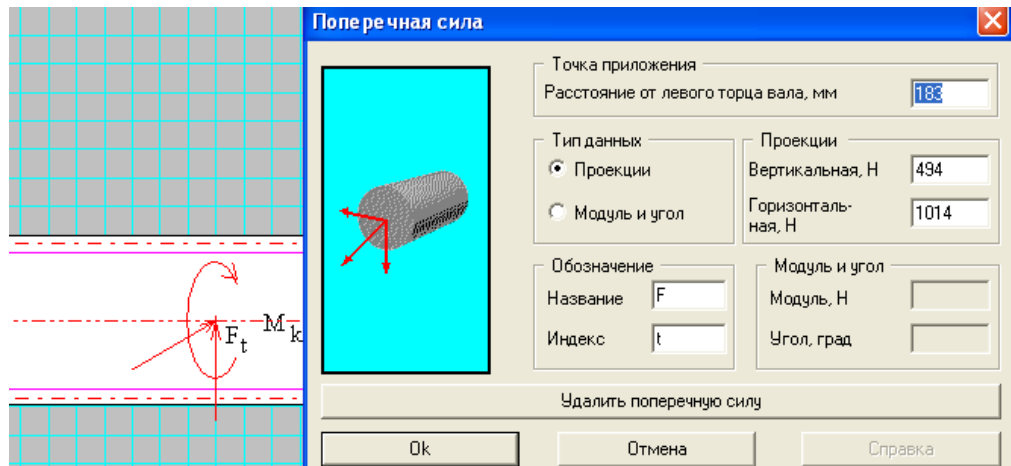 Поперечная сила
Точка приложения
Расстояние от левого торца вала, мм 183
Тип данных
Проекции
Модуль и угол
Проекции
Вертикальная, Н 494
Горизонталь-
ная, Н 1014
Обозначение
Название F
Индекс t
Модуль и угол
Модуль, Н
Угол, град
Удалить поперечную силу
Ok Отмена Справка
F t M k